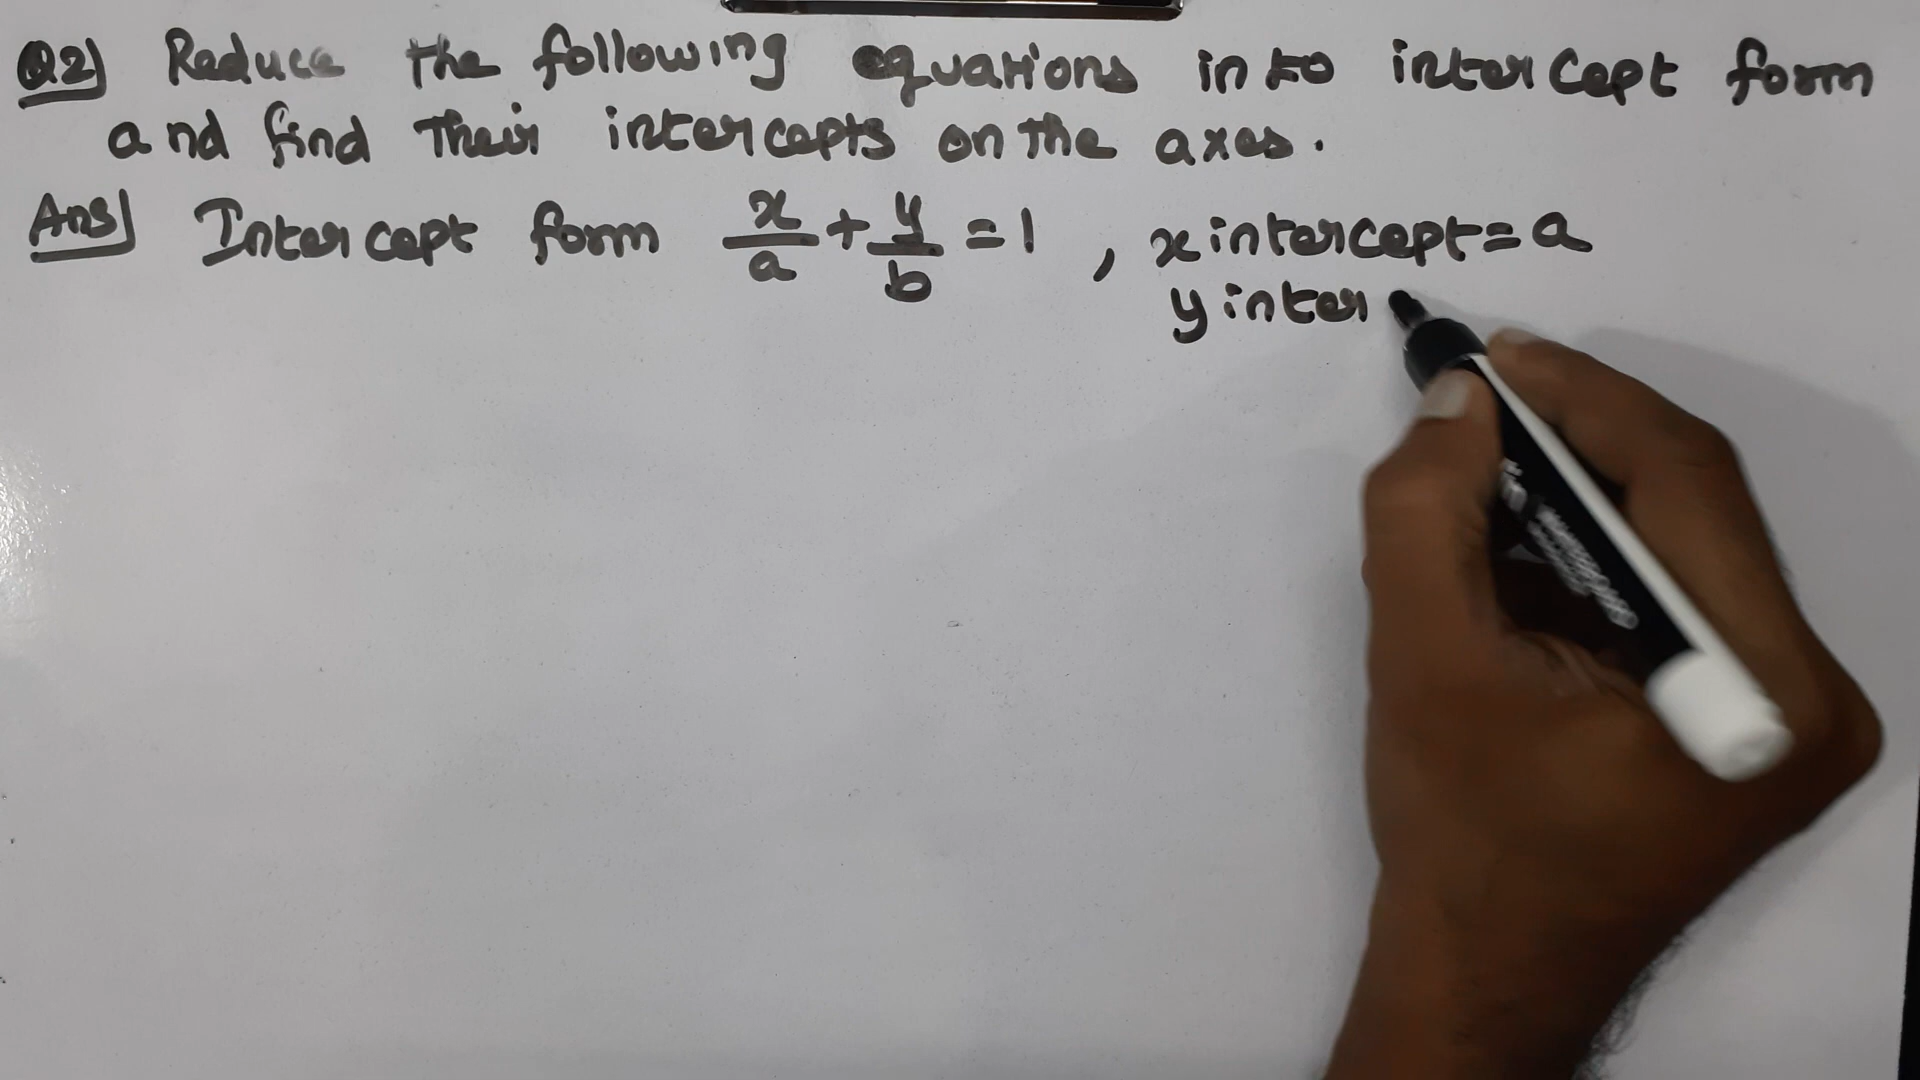 Q2) Reduce the following equations into intercept form
and find their intercepts on the axes.
Ans) Intercept form x/a + y/b = 1 , x intercept = a
y inter